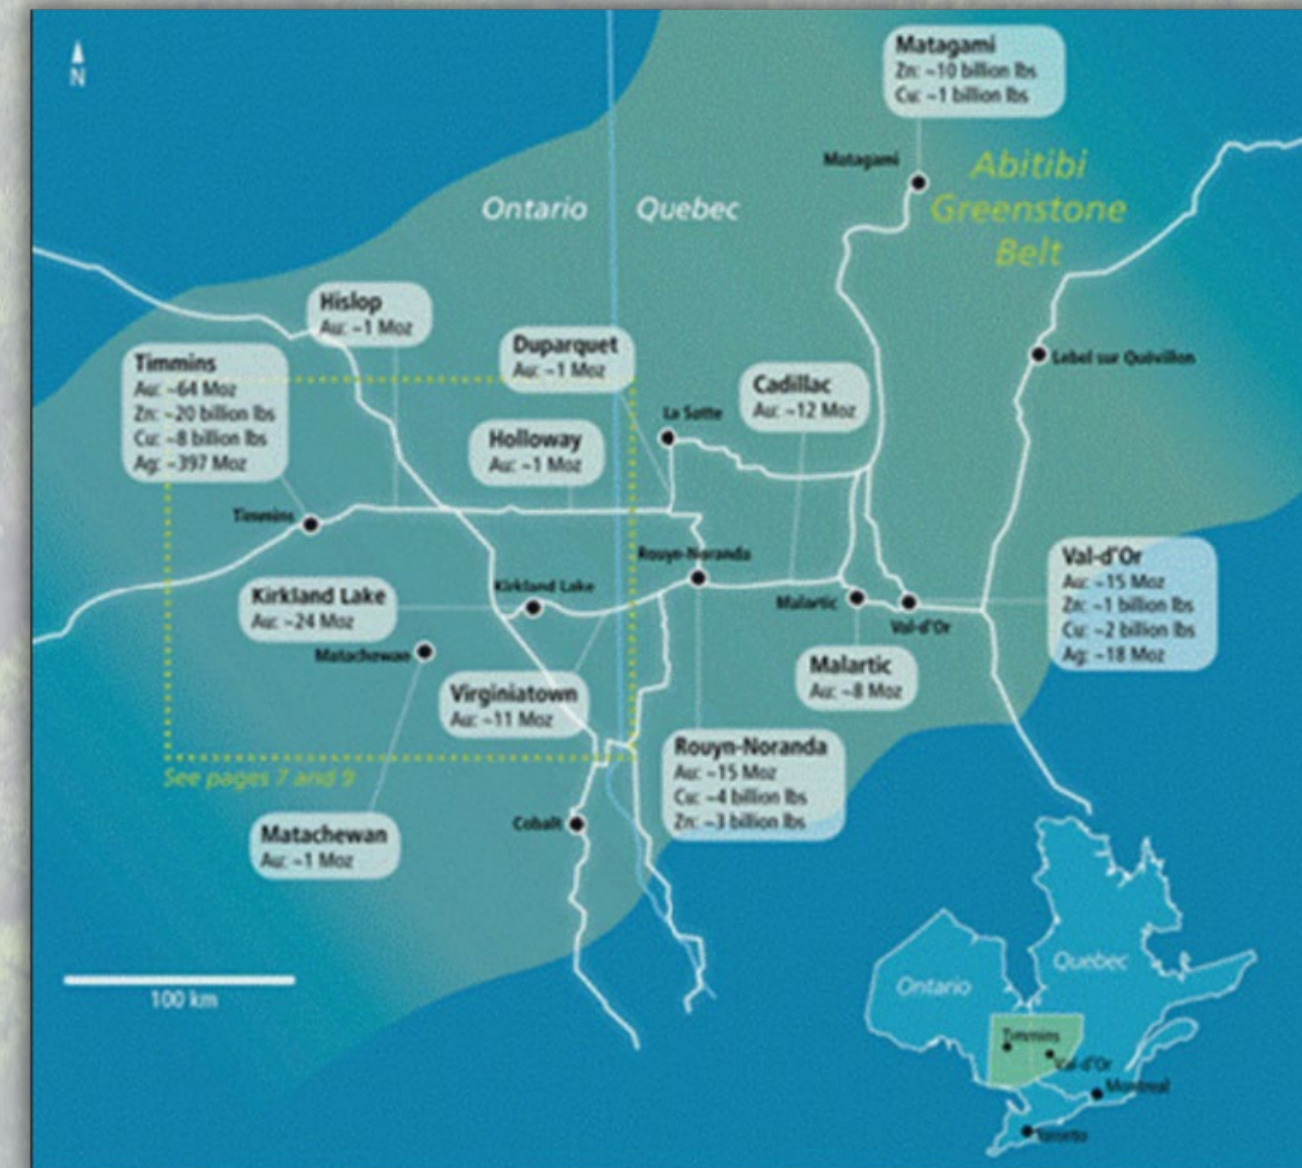 N
Matagami
Zn: ~10 billion lbs
Cu: ~1 billion lbs
Matagami
Abitibi
Greenstone
Belt
Ontario
Quebec
Hislop
Au: ~1 Moz
Duparquet
Au: ~1 Moz
Timmins
Au: ~64 Moz
Zn: ~20 billion lbs
Cu: ~8 billion lbs
Ag: ~397 Moz
Lebel sur Quévillon
Cadillac
Au: ~12 Moz
La Sotte
Holloway
Au: ~1 Moz
Timmins
Rouyn-Noranda
Val-d'Or
Au: ~15 Moz
Zn: ~1 billion lbs
Cu: ~2 billion lbs
Ag: ~18 Moz
Kirkland Lake
Kirkland Lake
Au: ~24 Moz
Malartic
Val-d'Or
Matachewan
Malartic
Au: ~8 Moz
Virginiatown
Au: ~11 Moz
Rouyn-Noranda
Au: ~15 Moz
Cu: ~4 billion lbs
Zn: ~3 billion lbs
See pages 7 and 9
Cobalt
Matachewan
Au: ~1 Moz
100 km
Ontario
Quebec
Timmins
Val-d'Or
Montreal
Toronto